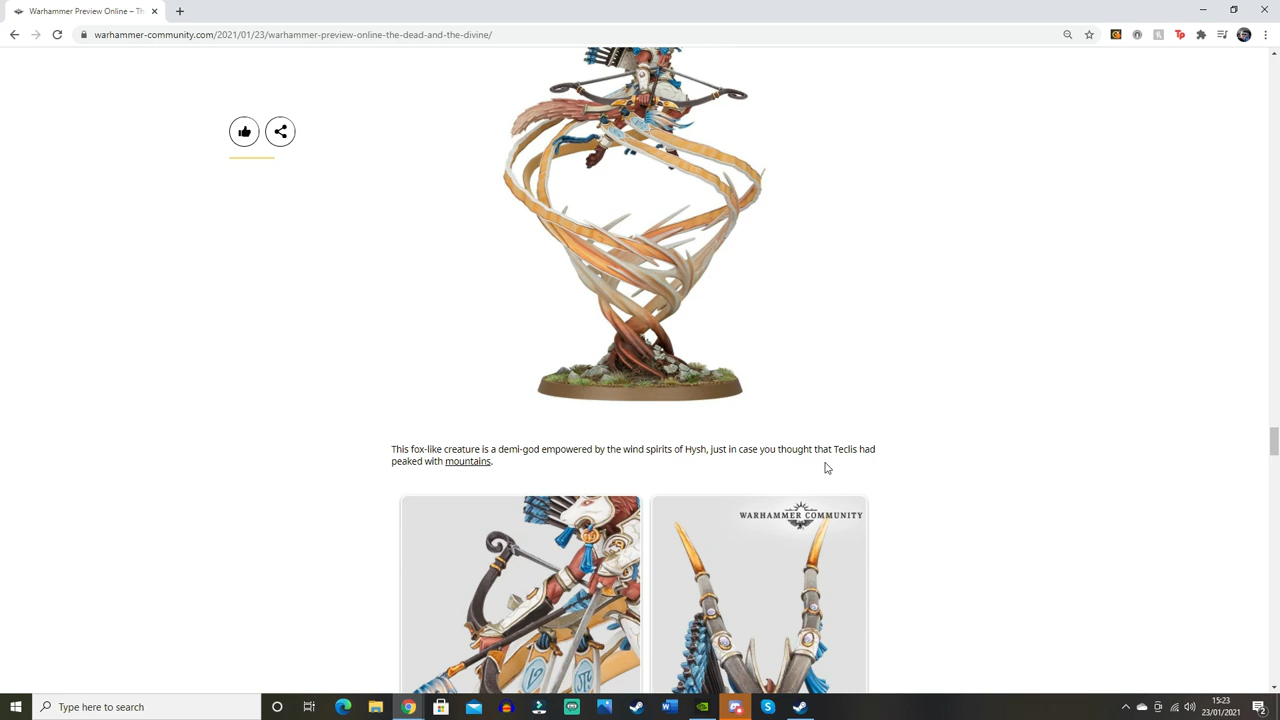 Warhammer Preview Online – Th
warhammer-community.com/2021/01/23/warhammer-preview-online-the-dead-and-the-divine/
This fox-like creature is a demi-god empowered by the wind spirits of Hysh, just in case you thought that Teclis had
peaked with mountains.
WARHAMMER COMMUNITY
Type here to search
15:23
23/01/2021